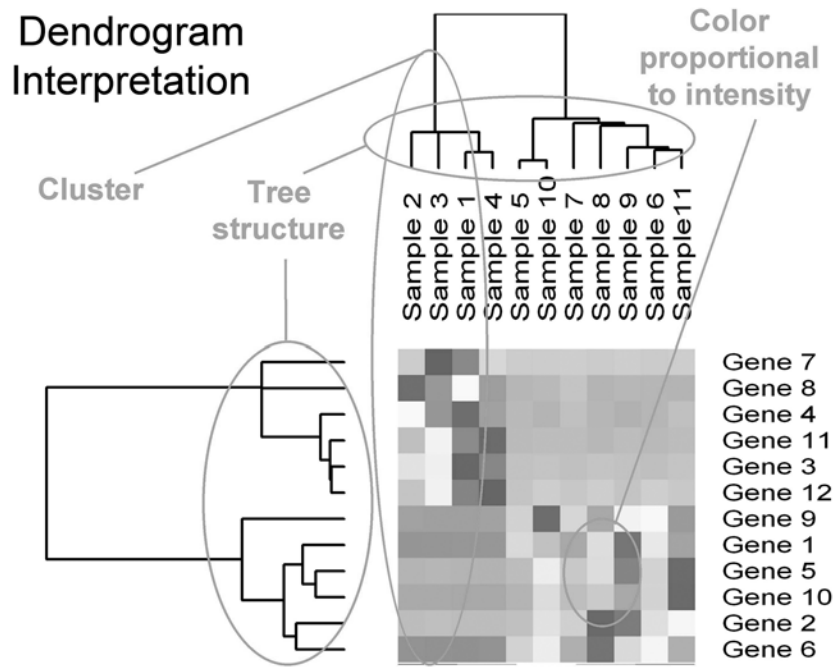 Dendrogram
Interpretation
Color
proportional
to intensity
Cluster
Tree
structure
Sample 2
Sample 3
Sample 1
Sample 4
Sample 5
Sample 10
Sample 7
Sample 8
Sample 9
Sample 6
Sample11
Gene 7
Gene 8
Gene 4
Gene 11
Gene 3
Gene 12
Gene 9
Gene 1
Gene 5
Gene 10
Gene 2
Gene 6